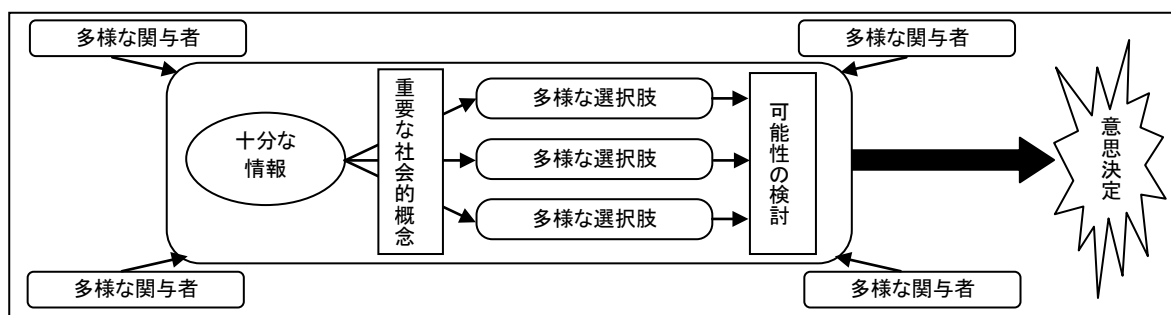 多様な関与者
多様な関与者
十分な
情報
重要な社会的概念
多様な選択肢
多様な選択肢
多様な選択肢
可能性の検討
意思決定
多様な関与者
多様な関与者